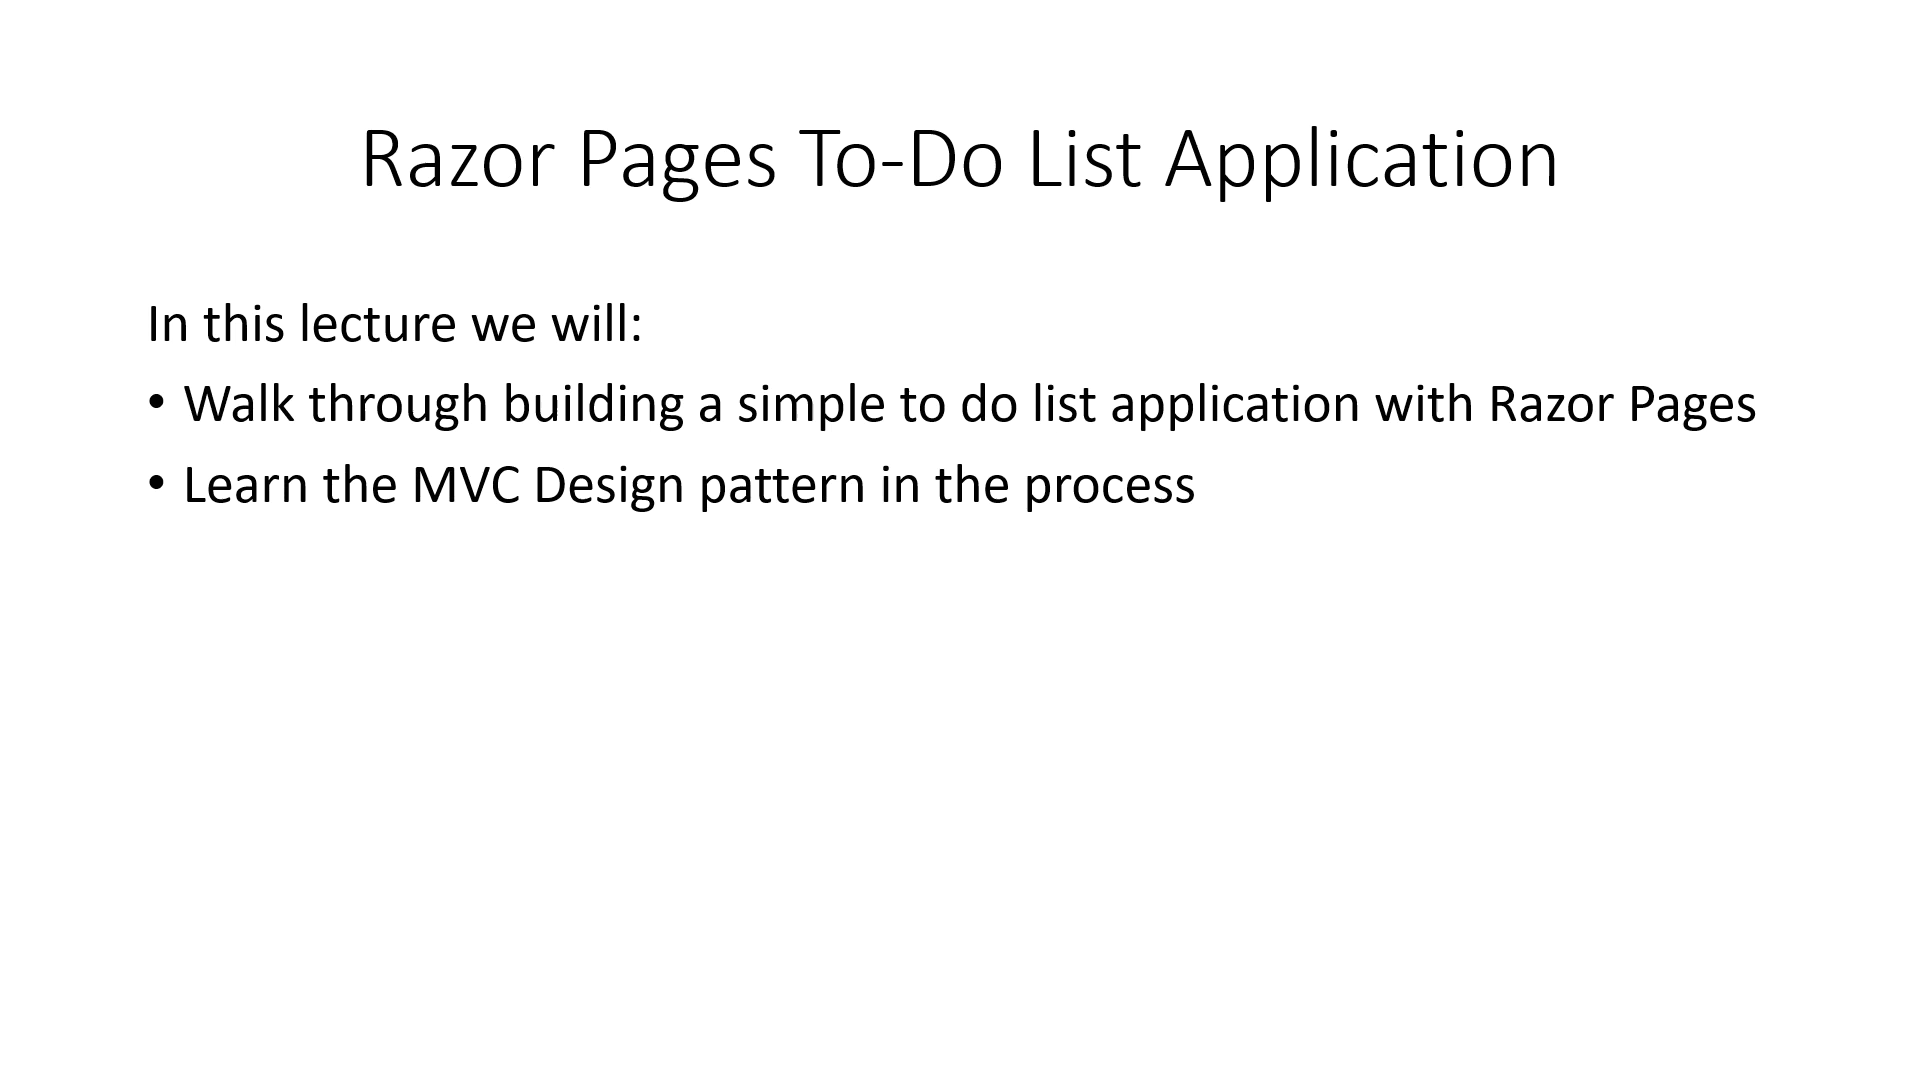 Razor Pages To-Do List Application
In this lecture we will:
• Walk through building a simple to do list application with Razor Pages
• Learn the MVC Design pattern in the process